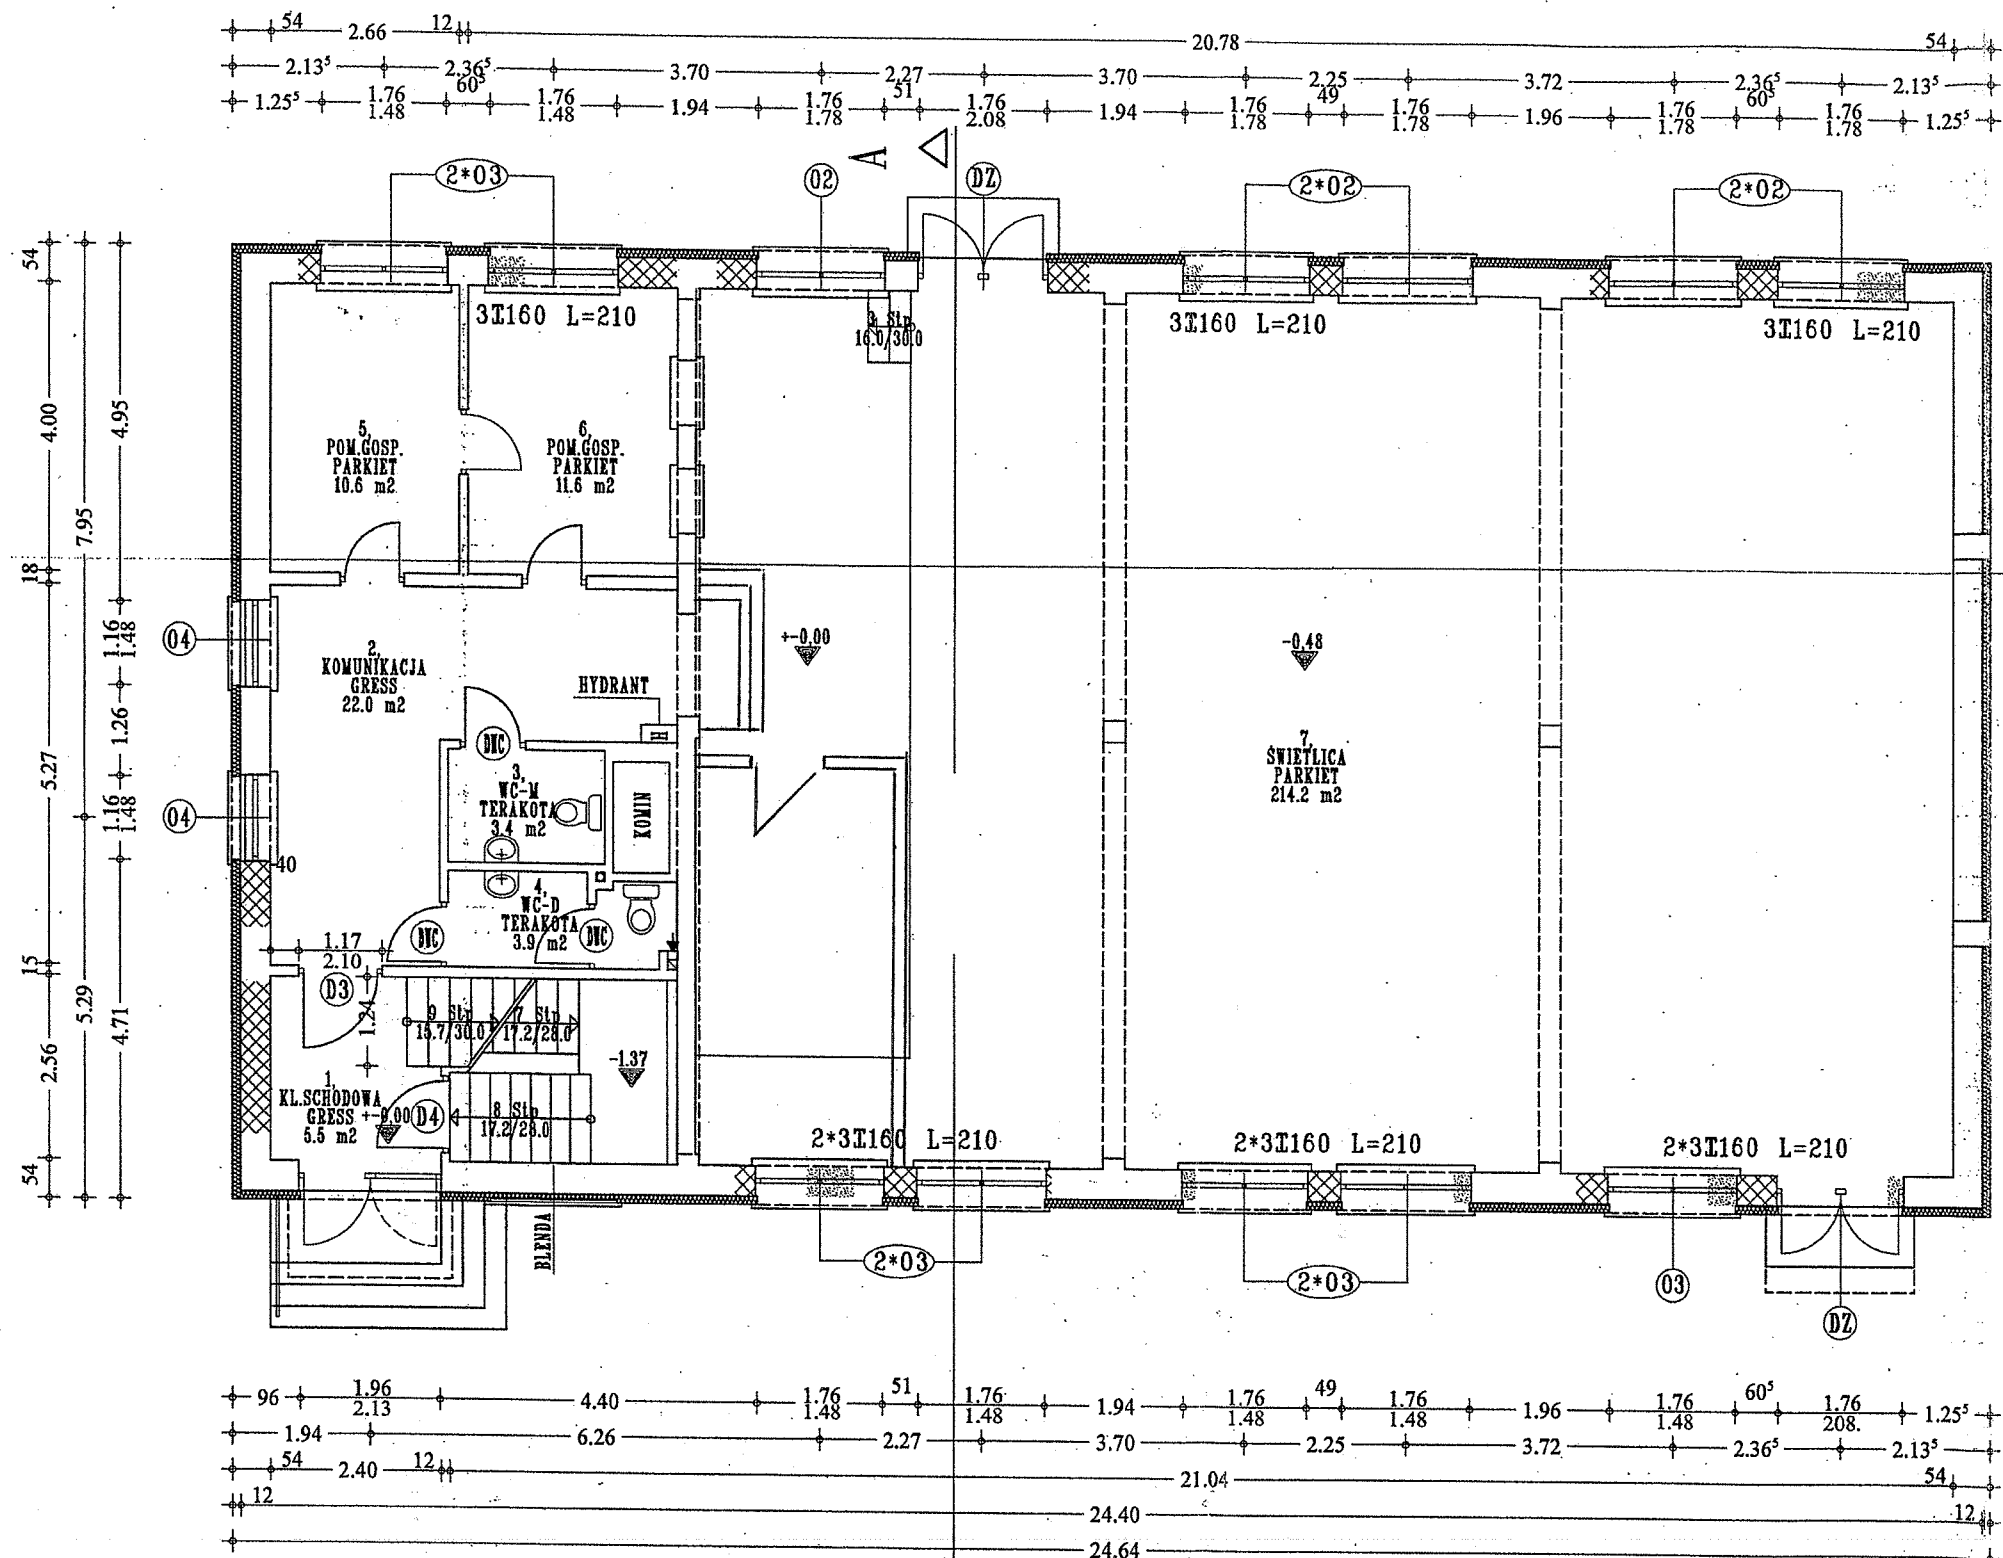 54 2.66 12 20.78 54
2.13⁵ 2.36⁵ 3.70 2.27 3.70 2.25 3.72 2.36⁵ 2.13⁵
1.25⁵ 1.76 60⁵ 1.76 1.94 1.76 51 1.76 1.94 1.76 49 1.76 1.96 1.76 60⁵ 1.76 1.25⁵
1.48 1.48 1.78 2.08 1.78 1.78 1.78 1.78
A
2*03 02 DZ 2*02 2*02
3I160 L=210
3 Stp.
16.0/30.0
3I160 L=210
3I160 L=210
54
4.00
18
5.27
15
2.56
54
7.95
5.29
4.95
1.16
1.48
1.26
1.16
1.48
4.71
5,
POM.GOSP.
PARKIET
10.6 m2
6,
POM.GOSP.
PARKIET
11.6 m2
04
04
2,
KOMUNIKACJA
GRESS
22.0 m2
HYDRANT
+-0,00
-0,48
DWC
3,
WC-M
TERAKOTA
3.4 m2
KOMIN
7,
ŚWIETLICA
PARKIET
214.2 m2
40
4,
WC-D
TERAKOTA
3.9 m2
DWC
DWC
1.17
2.10
D3
1.24
9 Stp
15.7/30.0
7 Stp
17.2/28.0
-1.37
1,
KL.SCHODOWA
GRESS
5.5 m2
+-0,00
D4
8 Stp
17.2/28.0
2*3I160 L=210
2*3I160 L=210
2*3I160 L=210
BLENDA
2*03
2*03
03
DZ
96 1.96 4.40 1.76 51 1.76 1.94 1.76 49 1.76 1.96 1.76 60⁵ 1.76 1.25⁵
2.13 1.48 1.48 1.48 1.48 1.48 208.
1.94 6.26 2.27 3.70 2.25 3.72 2.36⁵ 2.13⁵
54 2.40 12 21.04 54
12 24.40 12
24.64